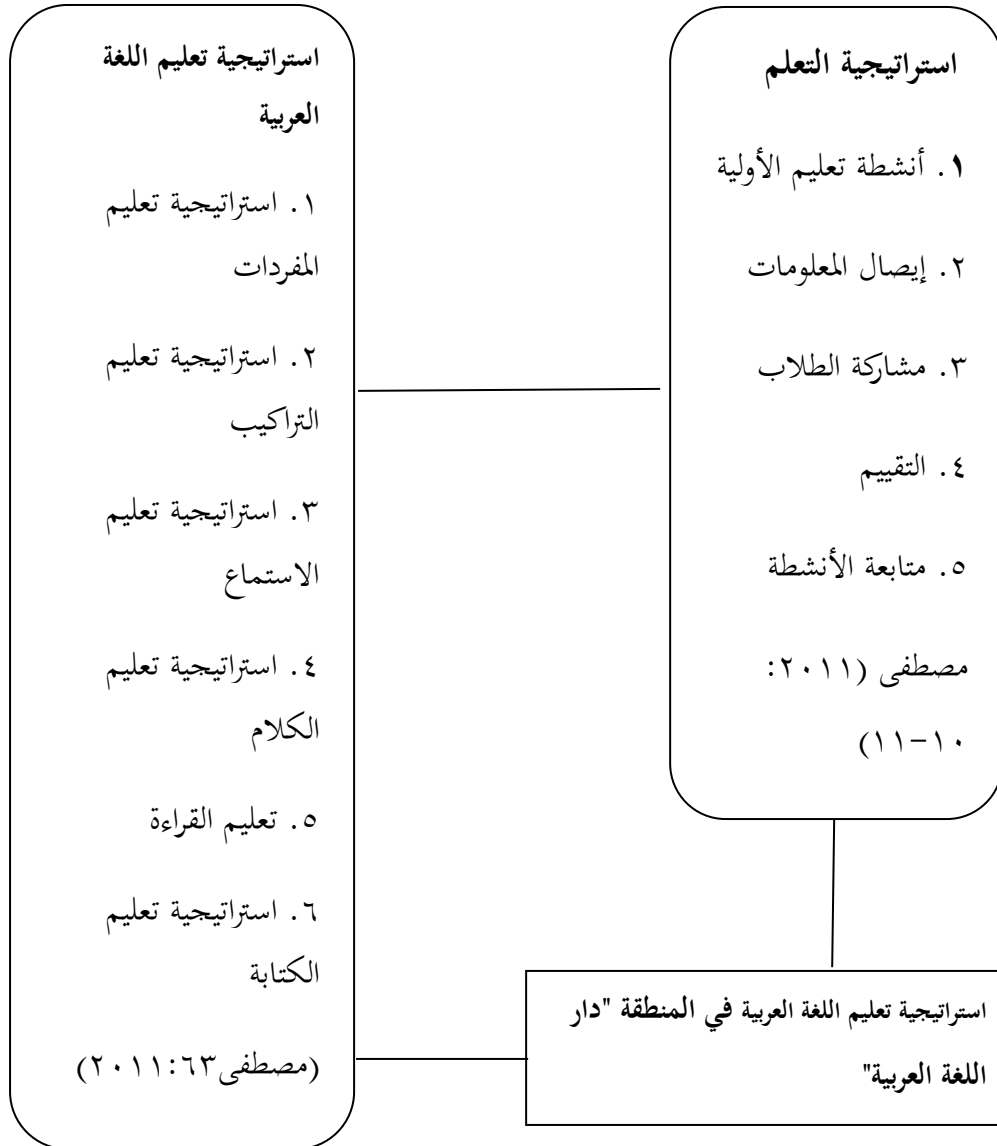 استراتيجية التعلم
١. أنشطة تعليم الأولية
٢. إيصال المعلومات
٣. مشاركة الطلاب
٤. التقييم
٥. متابعة الأنشطة
مصطفى (٢٠١١:
١٠-١١)
استراتيجية تعليم اللغة
العربية
١. استراتيجية تعليم
المفردات
٢. استراتيجية تعليم
التراكيب
٣. استراتيجية تعليم
الاستماع
٤. استراتيجية تعليم
الكلام
٥. تعليم القراءة
٦. استراتيجية تعليم
الكتابة
(مصطفى٢٠١١:٦٣)
استراتيجية تعليم اللغة العربية في المنطقة "دار
اللغة العربية"